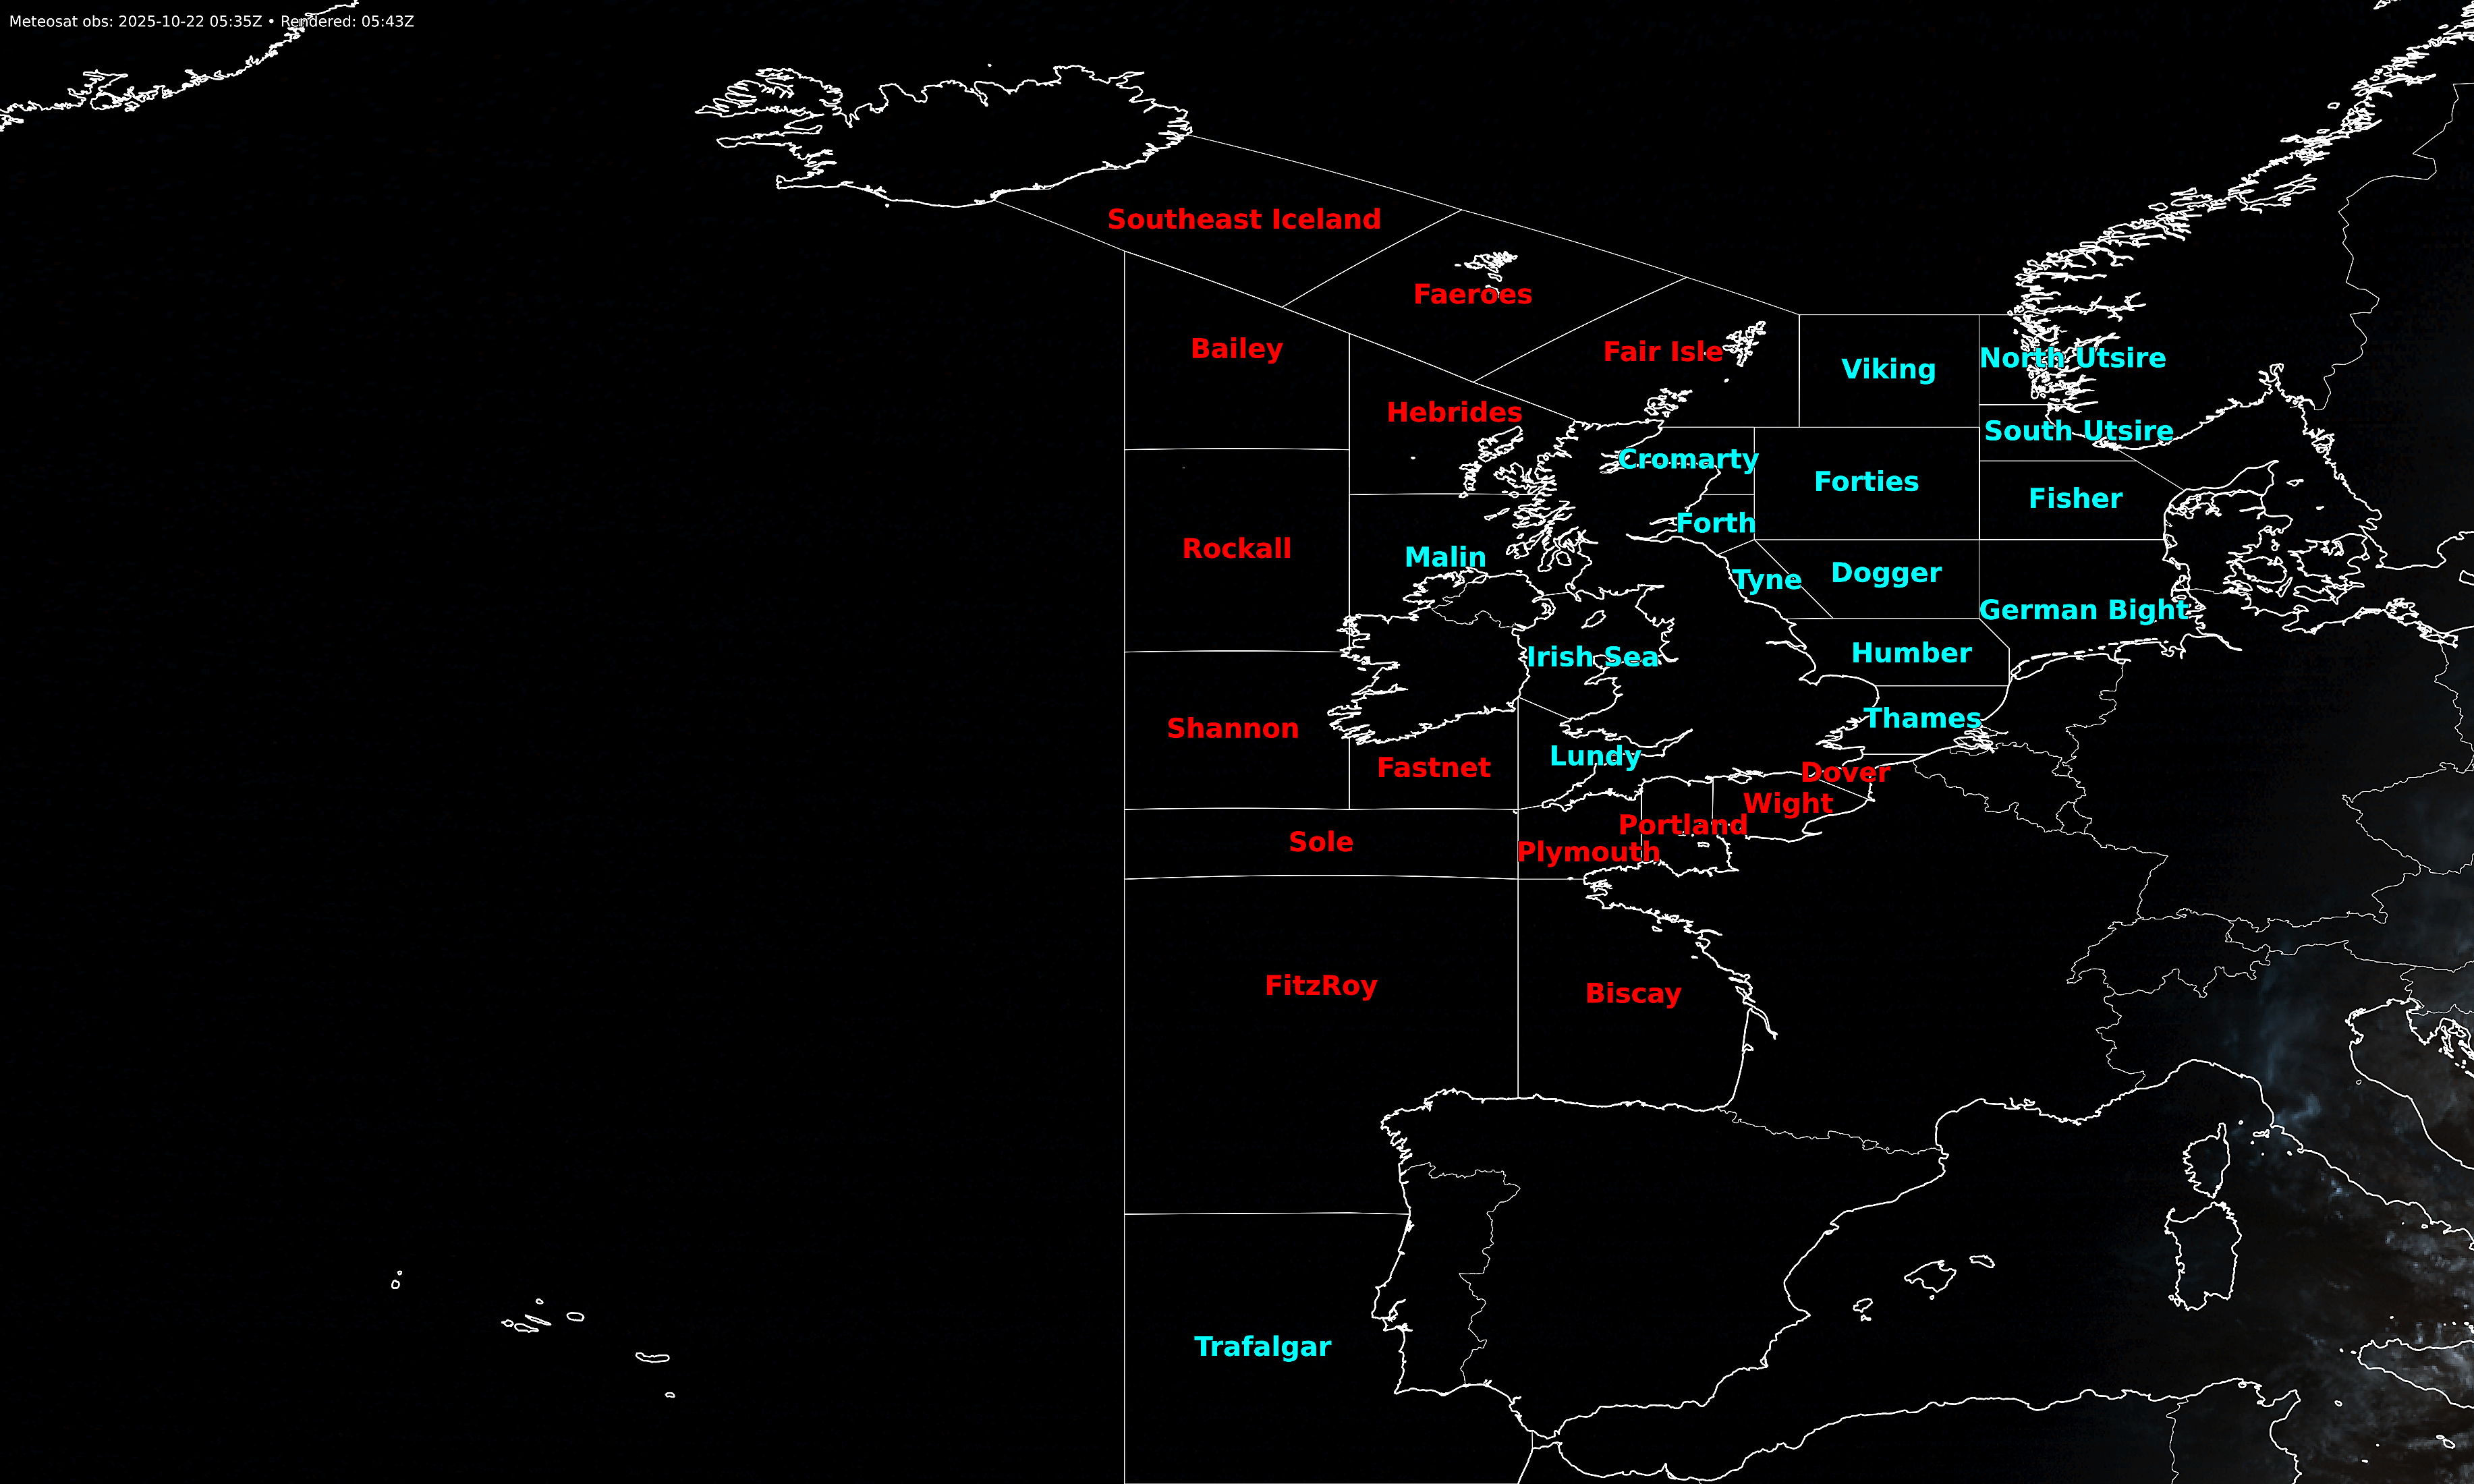 Meteosat obs: 2025-10-22 05:35Z • Rendered: 05:43Z
Southeast Iceland
Faeroes
Bailey
Fair Isle
Viking
North Utsire
Hebrides
South Utsire
Cromarty
Forties
Fisher
Forth
Rockall
Malin
Tyne
Dogger
German Bight
Irish Sea
Humber
Shannon
Thames
Fastnet
Lundy
Dover
Wight
Portland
Sole
Plymouth
FitzRoy
Biscay
Trafalgar